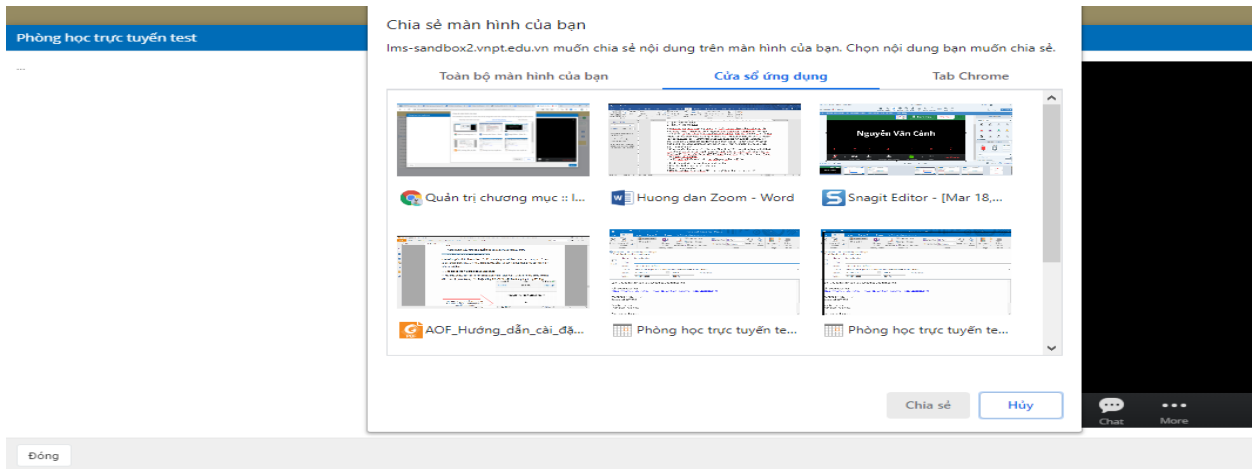 Phòng học trực tuyến test
...
Chia sẻ màn hình của bạn
lms-sandbox2.vnpt.edu.vn muốn chia sẻ nội dung trên màn hình của bạn. Chọn nội dung bạn muốn chia sẻ.
Toàn bộ màn hình của bạn Cửa sổ ứng dụng Tab Chrome
Nguyễn Văn Cảnh
Quản trị chương mục :: l... Huong dan Zoom - Word Snagit Editor - [Mar 18,...
AOF_Hướng_dẫn_cài_đặ... Phòng học trực tuyến te... Phòng học trực tuyến te...
Chia sẻ Hủy
Chat More
Đóng